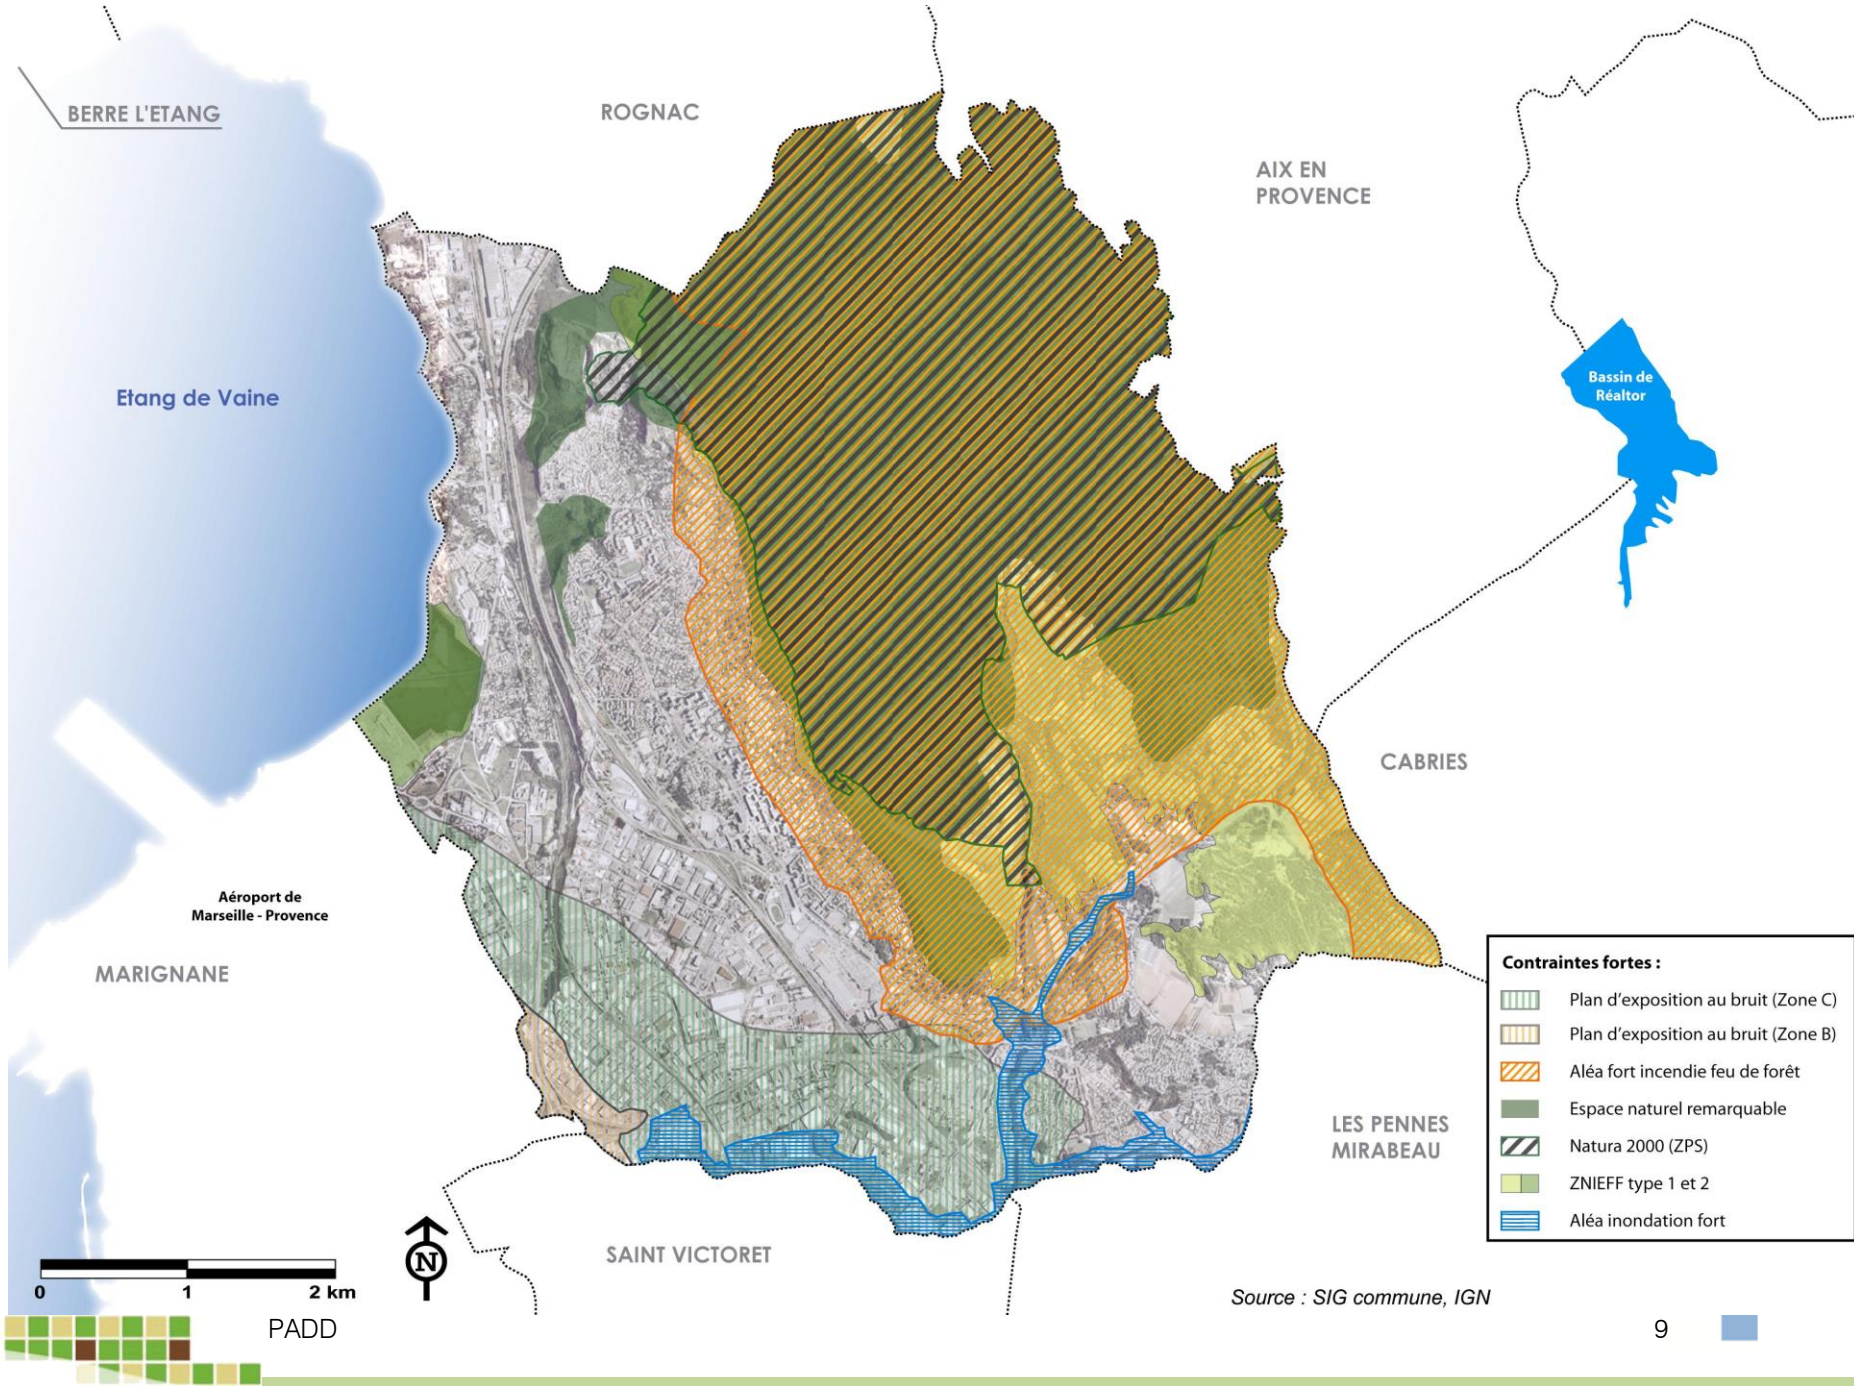 BERRE L'ETANG
ROGNAC
AIX EN
PROVENCE
Etang de Vaine
Bassin de
Réaltor
CABRIES
Aéroport de
Marseille - Provence
MARIGNANE
LES PENNES
MIRABEAU
SAINT VICTORET
Contraintes fortes :
Plan d'exposition au bruit (Zone C)
Plan d'exposition au bruit (Zone B)
Aléa fort incendie feu de forêt
Espace naturel remarquable
Natura 2000 (ZPS)
ZNIEFF type 1 et 2
Aléa inondation fort
N
0 1 2 km
Source : SIG commune, IGN
PADD
9